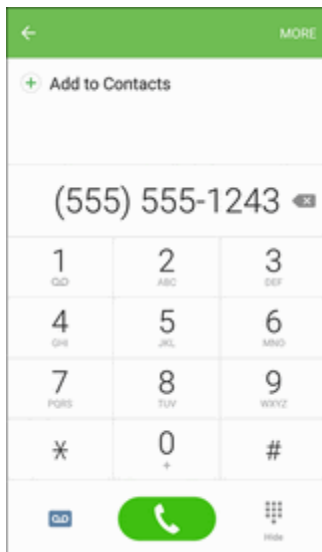 MORE
Add to Contacts
(555) 555-1243
1 2 3
ABC DEF
4 5 6
GHI JKL MNO
7 8 9
PQRS TUV WXYZ
* 0 #
+
Hide